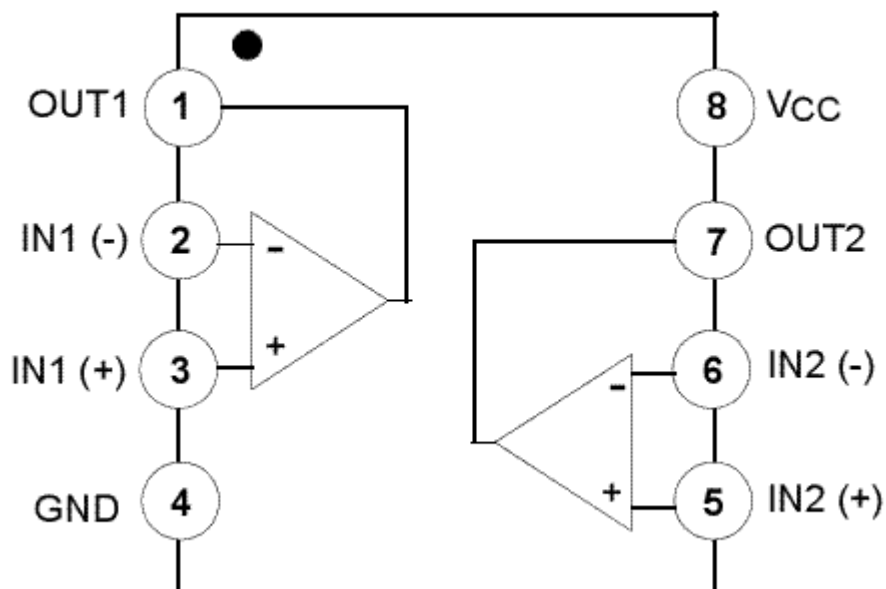 OUT1 1
IN1 (-) 2 -
IN1 (+) 3 +
GND 4
8 VCC
7 OUT2
- 6 IN2 (-)
+ 5 IN2 (+)